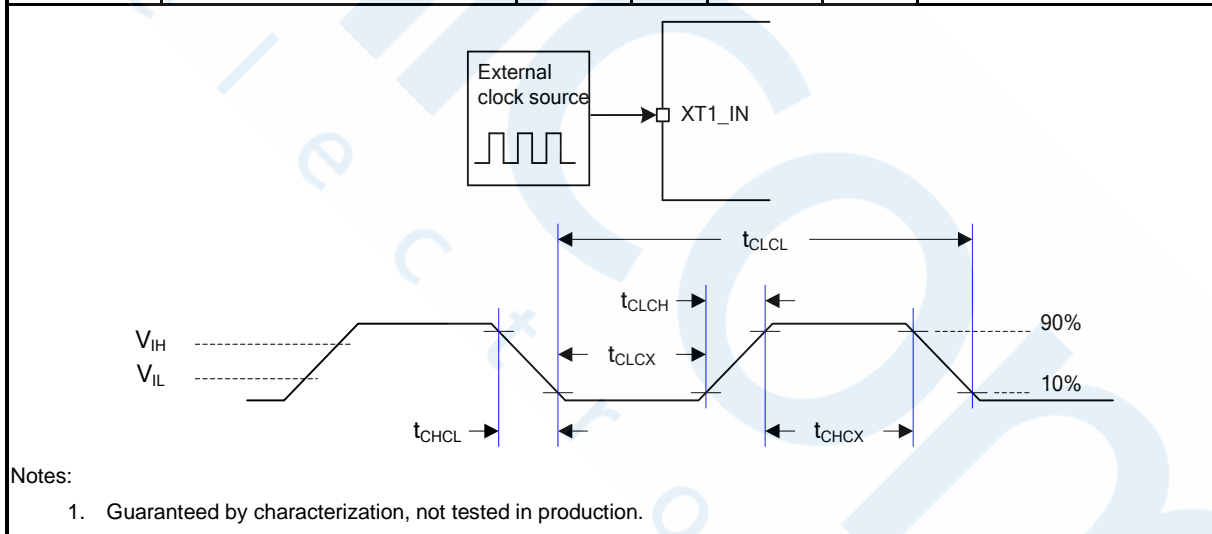 External
clock source
XT1_IN
tCLCL
tCLCH
90%
VIH
tCLCX
VIL
10%
tCHCL
tCHCX
Notes:
1. Guaranteed by characterization, not tested in production.